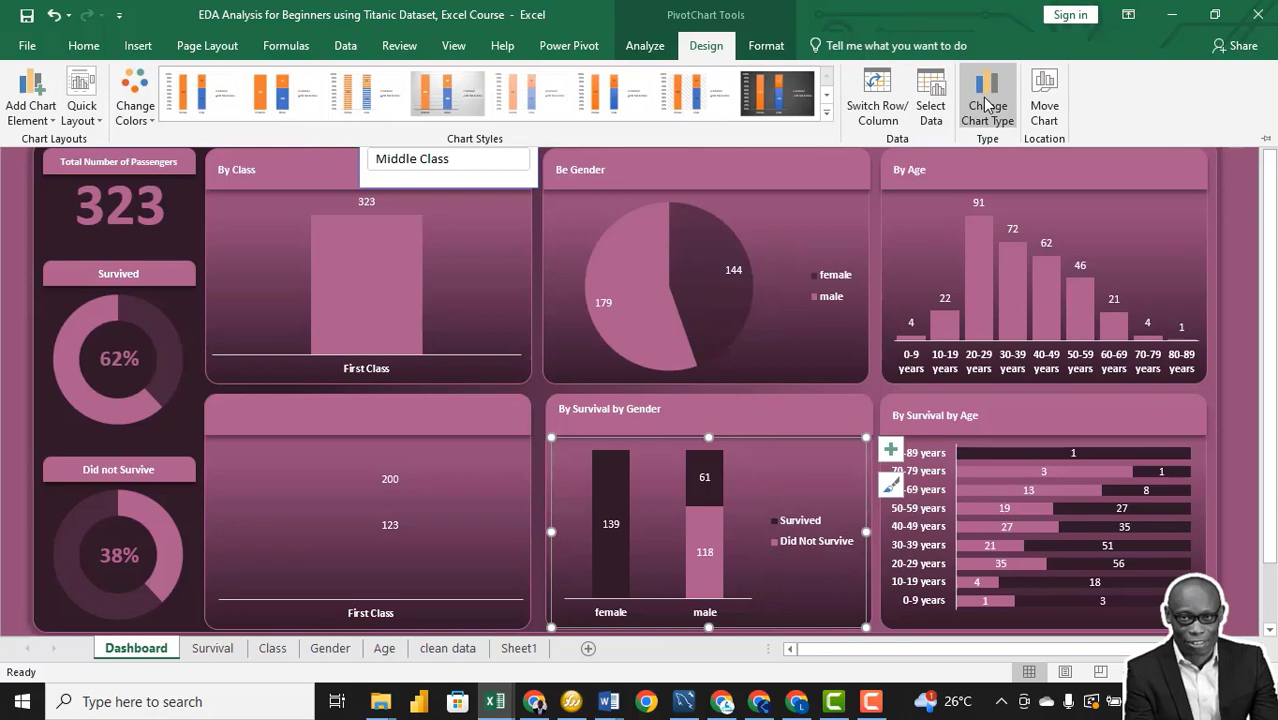 EDA Analysis for Beginners using Titanic Dataset, Excel Course - Excel
PivotChart Tools
Sign in
File
Home
Insert
Page Layout
Formulas
Data
Review
View
Help
Power Pivot
Analyze
Design
Format
Tell me what you want to do
Share
Add Chart
Element
Quick
Layout
Change
Colors
Switch Row/
Column
Select
Data
Change
Chart Type
Move
Chart
Chart Layouts
Chart Styles
Data
Type
Location
Total Number of Passengers
323
Survived
62%
Did not Survive
38%
By Class
Middle Class
323
First Class
Be Gender
144
179
female
male
By Age
91
72
62
46
22
21
4
4
1
0-9 years
10-19 years
20-29 years
30-39 years
40-49 years
50-59 years
60-69 years
70-79 years
80-89 years
200
123
First Class
By Survival by Gender
61
139
118
Survived
Did Not Survive
female
male
By Survival by Age
-89 years 1
70-79 years 3 1
-69 years 13 8
50-59 years 19 27
40-49 years 27 35
30-39 years 21 51
20-29 years 35 56
10-19 years 4 18
0-9 years 1 3
Dashboard
Survival
Class
Gender
Age
clean data
Sheet1
Ready
Type here to search
1
26°C